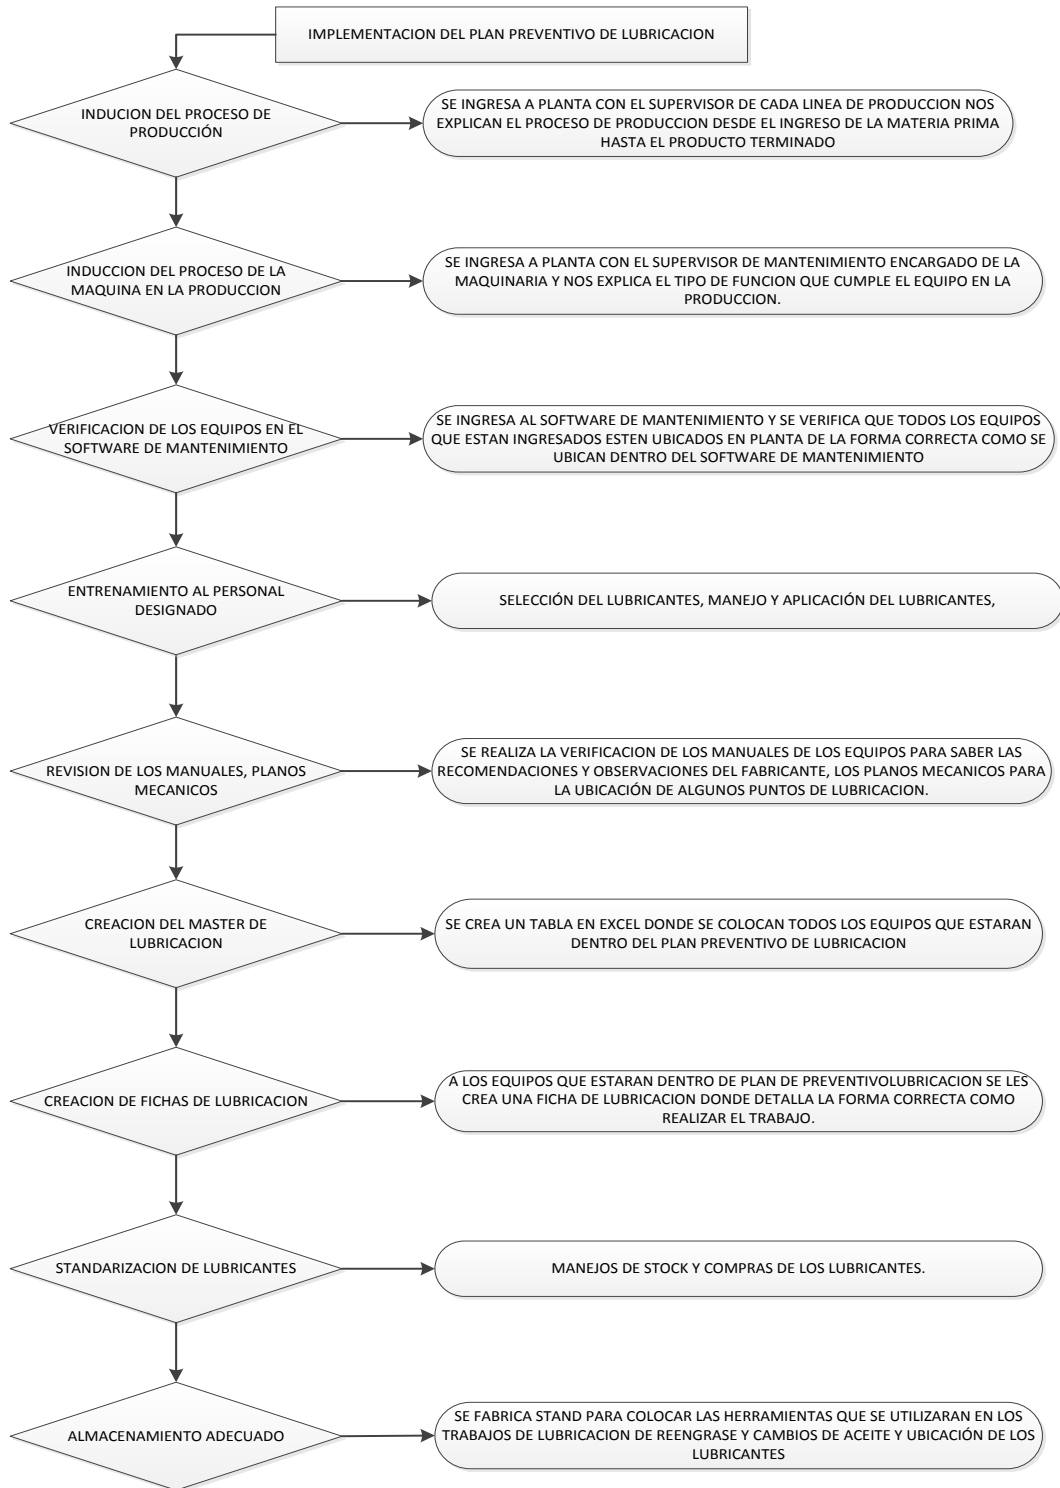 IMPLEMENTACION DEL PLAN PREVENTIVO DE LUBRICACION
INDUCION DEL PROCESO DE
PRODUCCIÓN
SE INGRESA A PLANTA CON EL SUPERVISOR DE CADA LINEA DE PRODUCCION NOS
EXPLICAN EL PROCESO DE PRODUCCION DESDE EL INGRESO DE LA MATERIA PRIMA
HASTA EL PRODUCTO TERMINADO
INDUCCION DEL PROCESO DE LA
MAQUINA EN LA PRODUCCION
SE INGRESA A PLANTA CON EL SUPERVISOR DE MANTENIMIENTO ENCARGADO DE LA
MAQUINARIA Y NOS EXPLICA EL TIPO DE FUNCION QUE CUMPLE EL EQUIPO EN LA
PRODUCCION.
VERIFICACION DE LOS EQUIPOS EN EL
SOFTWARE DE MANTENIMIENTO
SE INGRESA AL SOFTWARE DE MANTENIMIENTO Y SE VERIFICA QUE TODOS LOS EQUIPOS
QUE ESTAN INGRESADOS ESTEN UBICADOS EN PLANTA DE LA FORMA CORRECTA COMO SE
UBICAN DENTRO DEL SOFTWARE DE MANTENIMIENTO
ENTRENAMIENTO AL PERSONAL
DESIGNADO
SELECCIÓN DEL LUBRICANTES, MANEJO Y APLICACIÓN DEL LUBRICANTES,
REVISION DE LOS MANUALES, PLANOS
MECANICOS
SE REALIZA LA VERIFICACION DE LOS MANUALES DE LOS EQUIPOS PARA SABER LAS
RECOMENDACIONES Y OBSERVACIONES DEL FABRICANTE, LOS PLANOS MECANICOS PARA
LA UBICACIÓN DE ALGUNOS PUNTOS DE LUBRICACION.
CREACION DEL MASTER DE
LUBRICACION
SE CREA UN TABLA EN EXCEL DONDE SE COLOCAN TODOS LOS EQUIPOS QUE ESTARAN
DENTRO DEL PLAN PREVENTIVO DE LUBRICACION
CREACION DE FICHAS DE LUBRICACION
A LOS EQUIPOS QUE ESTARAN DENTRO DE PLAN DE PREVENTIVOLUBRICACION SE LES
CREA UNA FICHA DE LUBRICACION DONDE DETALLA LA FORMA CORRECTA COMO
REALIZAR EL TRABAJO.
STANDARIZACION DE LUBRICANTES
MANEJOS DE STOCK Y COMPRAS DE LOS LUBRICANTES.
ALMACENAMIENTO ADECUADO
SE FABRICA STAND PARA COLOCAR LAS HERRAMIENTAS QUE SE UTILIZARAN EN LOS
TRABAJOS DE LUBRICACION DE REENGRASE Y CAMBIOS DE ACEITE Y UBICACIÓN DE LOS
LUBRICANTES